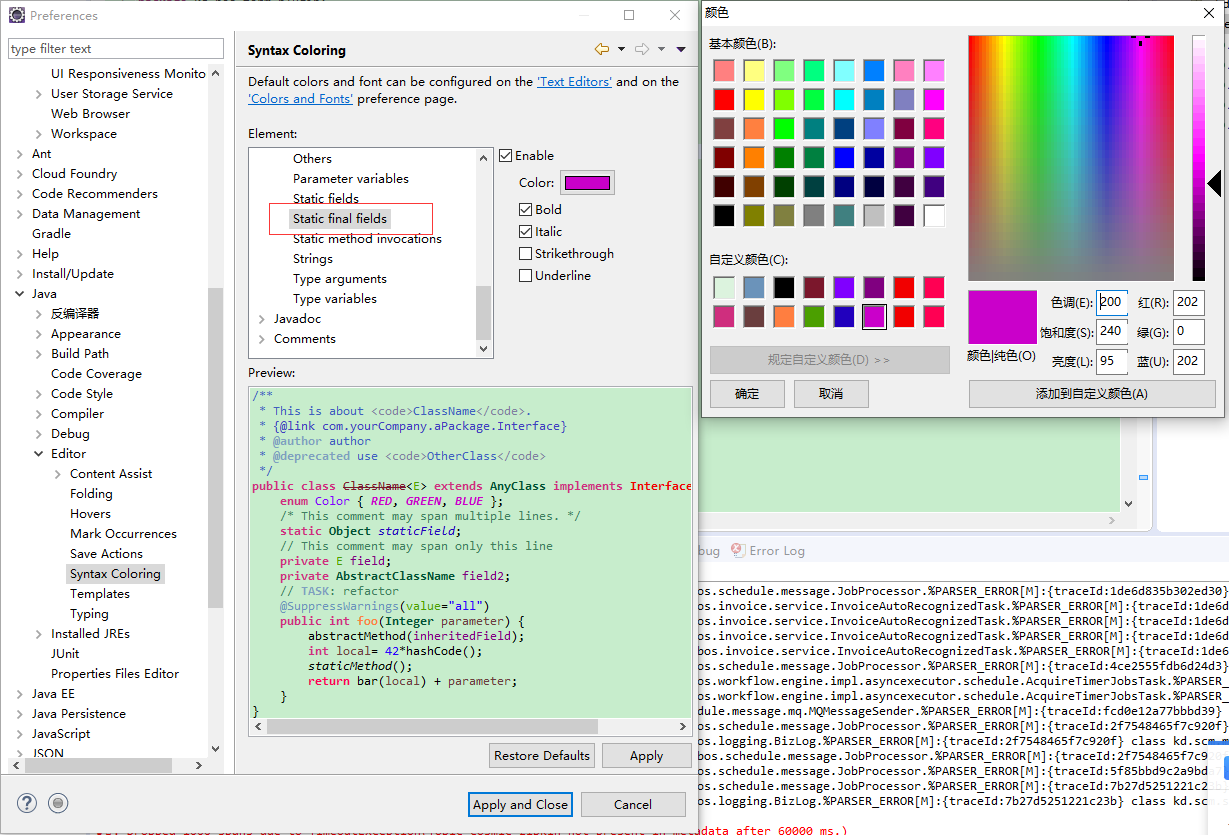 Preferences
type filter text
UI Responsiveness Monito
User Storage Service
Web Browser
Workspace
Ant
Cloud Foundry
Code Recommenders
Data Management
Gradle
Help
Install/Update
Java
反编译器
Appearance
Build Path
Code Coverage
Code Style
Compiler
Debug
Editor
Content Assist
Folding
Hovers
Mark Occurrences
Save Actions
Syntax Coloring
Templates
Typing
Installed JREs
JUnit
Properties Files Editor
Java EE
Java Persistence
JavaScript
JSON
Syntax Coloring
Default colors and font can be configured on the 'Text Editors' and on the
'Colors and Fonts' preference page.
Element:
Others
Parameter variables
Static fields
Static final fields
Static method invocations
Strings
Type arguments
Type variables
Javadoc
Comments
Enable
Color:
Bold
Italic
Strikethrough
Underline
Preview:
/**
* This is about <code>ClassName</code>.
* {@link com.yourCompany.aPackage.Interface}
* @author author
* @deprecated use <code>OtherClass</code>
*/
public class ClassName<E> extends AnyClass implements Interface
enum Color { RED, GREEN, BLUE };
/* This comment may span multiple lines. */
static Object staticField;
// This comment may span only this line
private E field;
private AbstractClassName field2;
// TASK: refactor
@SuppressWarnings(value="all")
public int foo(Integer parameter) {
abstractMethod(inheritedField);
int local= 42*hashCode();
staticMethod();
return bar(local) + parameter;
}
}
Restore Defaults
Apply
Apply and Close
Cancel
颜色
基本颜色(B):
自定义颜色(C):
规定自定义颜色(D) >>
确定
取消
颜色|纯色(O)
色调(E): 200 红(R): 202
饱和度(S): 240 绿(G): 0
亮度(L): 95 蓝(U): 202
添加到自定义颜色(A)
bug Error Log
os.schedule.message.JobProcessor.%PARSER_ERROR[M]:{traceId:1de6d835b302ed30}
os.invoice.service.InvoiceAutoRecognizedTask.%PARSER_ERROR[M]:{traceId:1de6d
os.invoice.service.InvoiceAutoRecognizedTask.%PARSER_ERROR[M]:{traceId:1de6d
os.invoice.service.InvoiceAutoRecognizedTask.%PARSER_ERROR[M]:{traceId:1de6d
bos.invoice.service.InvoiceAutoRecognizedTask.%PARSER_ERROR[M]:{traceId:1de6
os.schedule.message.JobProcessor.%PARSER_ERROR[M]:{traceId:4ce2555fdb6d24d3}
os.workflow.engine.impl.asyncexecutor.schedule.AcquireTimerJobsTask.%PARSER_
os.workflow.engine.impl.asyncexecutor.schedule.AcquireTimerJobsTask.%PARSER_
dule.message.mq.MQMessageSender.%PARSER_ERROR[M]:{traceId:fcd0e12a77bbbd39}
os.schedule.message.JobProcessor.%PARSER_ERROR[M]:{traceId:2f7548465f7c920f}
os.logging.BizLog.%PARSER_ERROR[M]:{traceId:2f7548465f7c920f} class kd.scm
os.schedule.message.JobProcessor.%PARSER_ERROR[M]:{traceId:2f7548465f7c92
os.schedule.message.JobProcessor.%PARSER_ERROR[M]:{traceId:5f85bbd9c2a9bd
os.schedule.message.JobProcessor.%PARSER_ERROR[M]:{traceId:7b27d5251221c2
os.logging.BizLog.%PARSER_ERROR[M]:{traceId:7b27d5251221c23b} class kd.sc
after 60000 ms.)